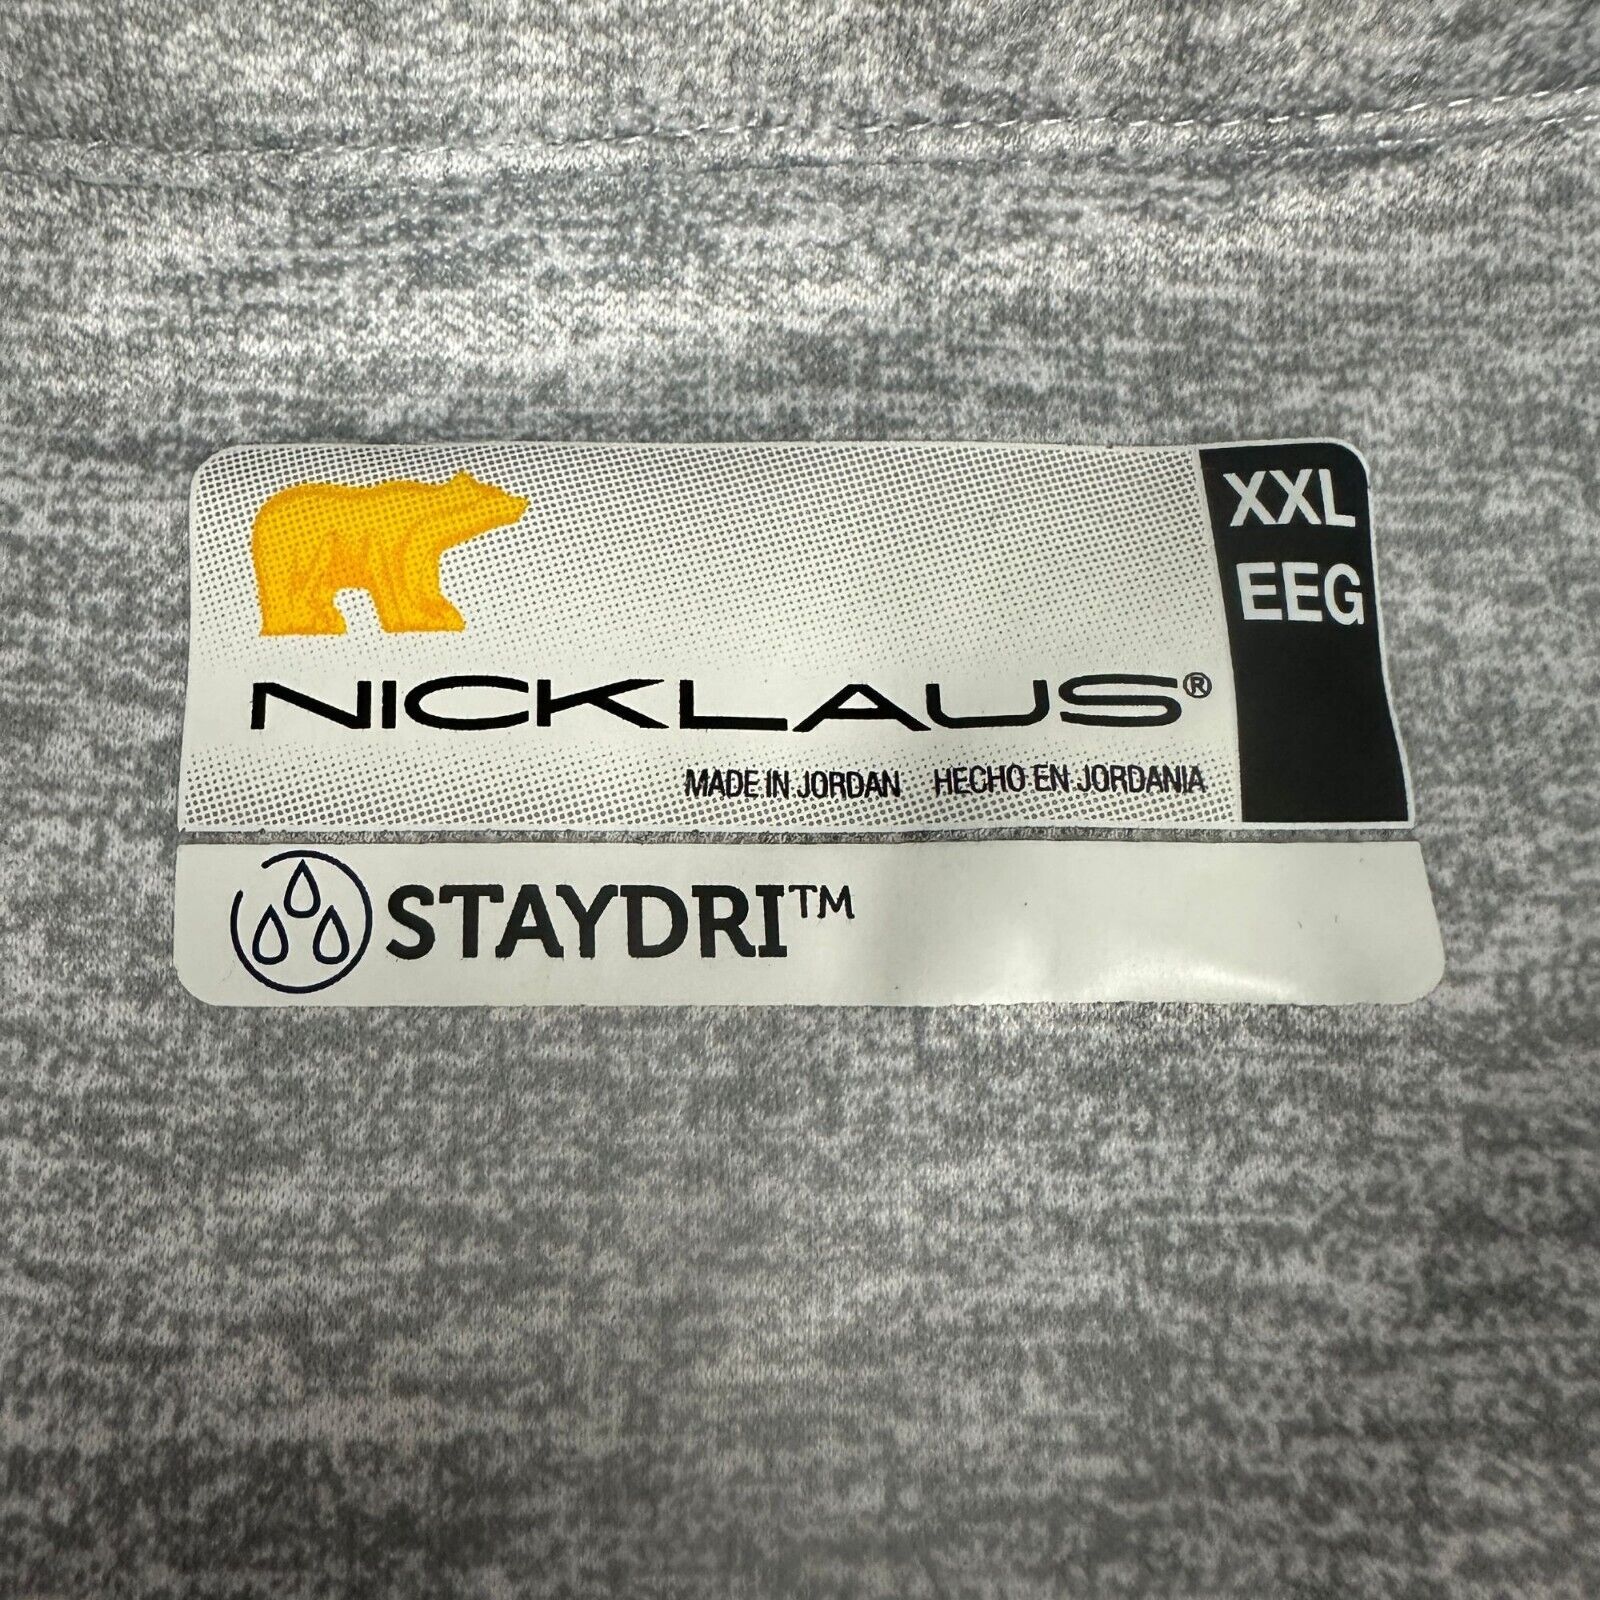 XXL
EEG
NICKLAUS®
MADE IN JORDAN HECHO EN JORDANIA
STAYDRI™